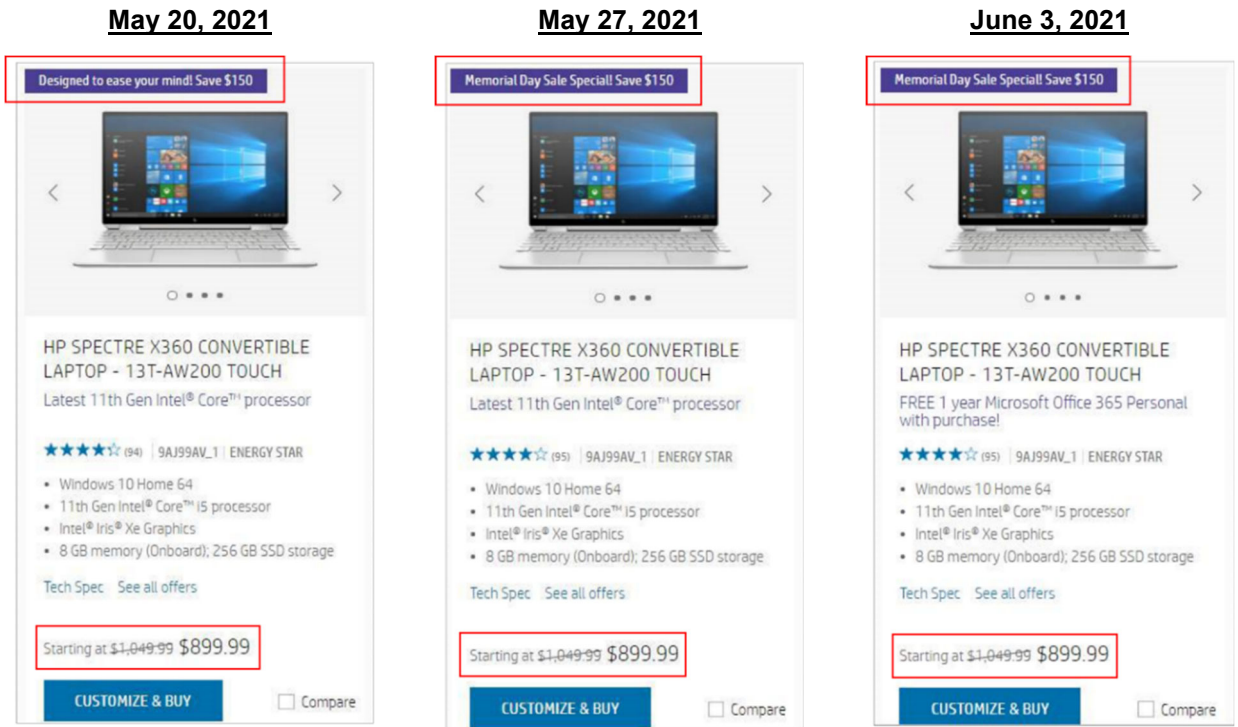 May 20, 2021
Designed to ease your mind! Save $150
HP SPECTRE X360 CONVERTIBLE
LAPTOP - 13T-AW200 TOUCH
Latest 11th Gen Intel® Core™ processor
(94) 9AJ99AV_1 ENERGY STAR
• Windows 10 Home 64
• 11th Gen Intel® Core™ i5 processor
• Intel® Iris® Xe Graphics
• 8 GB memory (Onboard); 256 GB SSD storage
Tech Spec See all offers
Starting at $1,049.99 $899.99
CUSTOMIZE & BUY Compare
May 27, 2021
Memorial Day Sale Special! Save $150
HP SPECTRE X360 CONVERTIBLE
LAPTOP - 13T-AW200 TOUCH
Latest 11th Gen Intel® Core™ processor
(95) 9AJ99AV_1 ENERGY STAR
• Windows 10 Home 64
• 11th Gen Intel® Core™ i5 processor
• Intel® Iris® Xe Graphics
• 8 GB memory (Onboard); 256 GB SSD storage
Tech Spec See all offers
Starting at $1,049.99 $899.99
CUSTOMIZE & BUY Compare
June 3, 2021
Memorial Day Sale Special! Save $150
HP SPECTRE X360 CONVERTIBLE
LAPTOP - 13T-AW200 TOUCH
FREE 1 year Microsoft Office 365 Personal
with purchase!
(95) 9AJ99AV_1 ENERGY STAR
• Windows 10 Home 64
• 11th Gen Intel® Core™ i5 processor
• Intel® Iris® Xe Graphics
• 8 GB memory (Onboard); 256 GB SSD storage
Tech Spec See all offers
Starting at $1,049.99 $899.99
CUSTOMIZE & BUY Compare